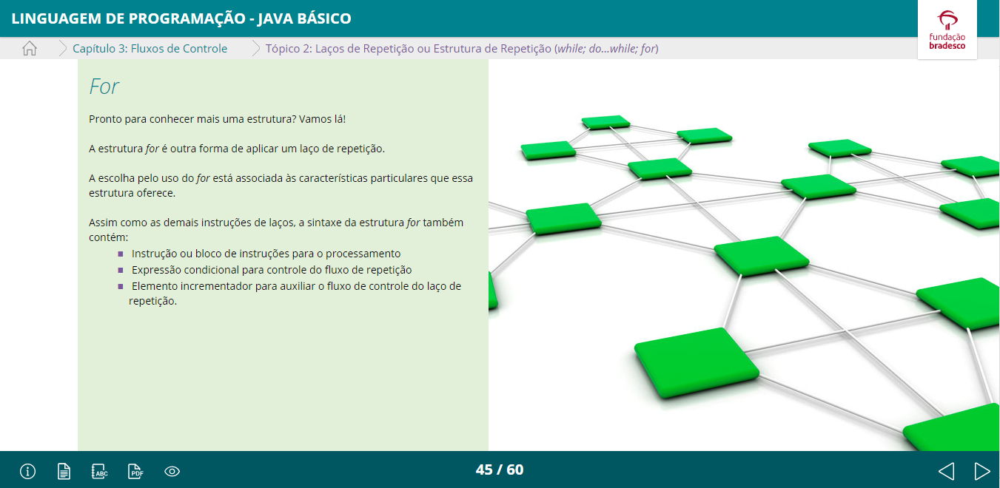 LINGUAGEM DE PROGRAMAÇÃO - JAVA BÁSICO
fundação
bradesco
Capítulo 3: Fluxos de Controle
Tópico 2: Laços de Repetição ou Estrutura de Repetição (while; do...while; for)
For
Pronto para conhecer mais uma estrutura? Vamos lá!
A estrutura for é outra forma de aplicar um laço de repetição.
A escolha pelo uso do for está associada às características particulares que essa
estrutura oferece.
Assim como as demais instruções de laços, a sintaxe da estrutura for também
contém:
Instrução ou bloco de instruções para o processamento
Expressão condicional para controle do fluxo de repetição
Elemento incrementador para auxiliar o fluxo de controle do laço de
repetição.
ABC
PDF
45 / 60